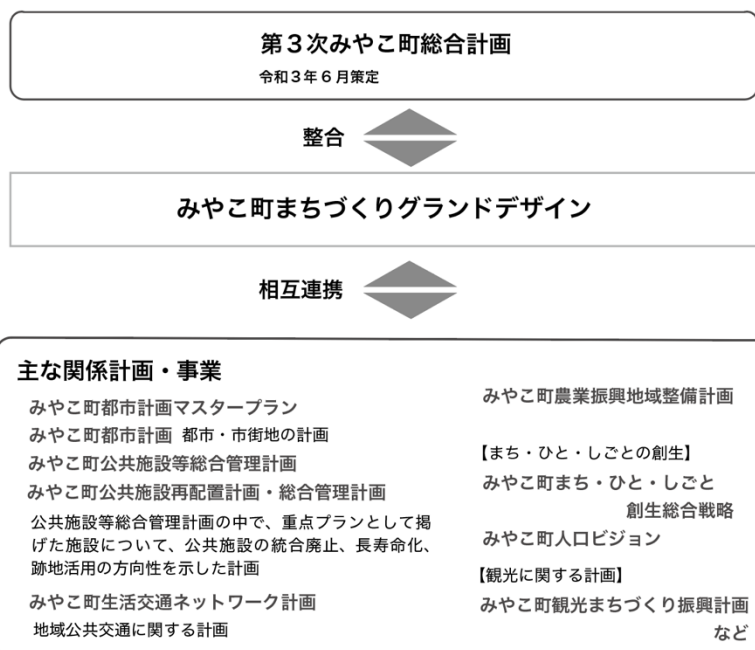 第３次みやこ町総合計画
令和３年６月策定
整合
みやこ町まちづくりグランドデザイン
相互連携
主な関係計画・事業
みやこ町都市計画マスタープラン
みやこ町都市計画 都市・市街地の計画
みやこ町公共施設等総合管理計画
みやこ町公共施設再配置計画・総合管理計画
公共施設等総合管理計画の中で、重点プランとして掲
げた施設について、公共施設の統合廃止、長寿命化、
跡地活用の方向性を示した計画
みやこ町生活交通ネットワーク計画
地域公共交通に関する計画
みやこ町農業振興地域整備計画
【まち・ひと・しごとの創生】
みやこ町まち・ひと・しごと
創生総合戦略
みやこ町人口ビジョン
【観光に関する計画】
みやこ町観光まちづくり振興計画
など